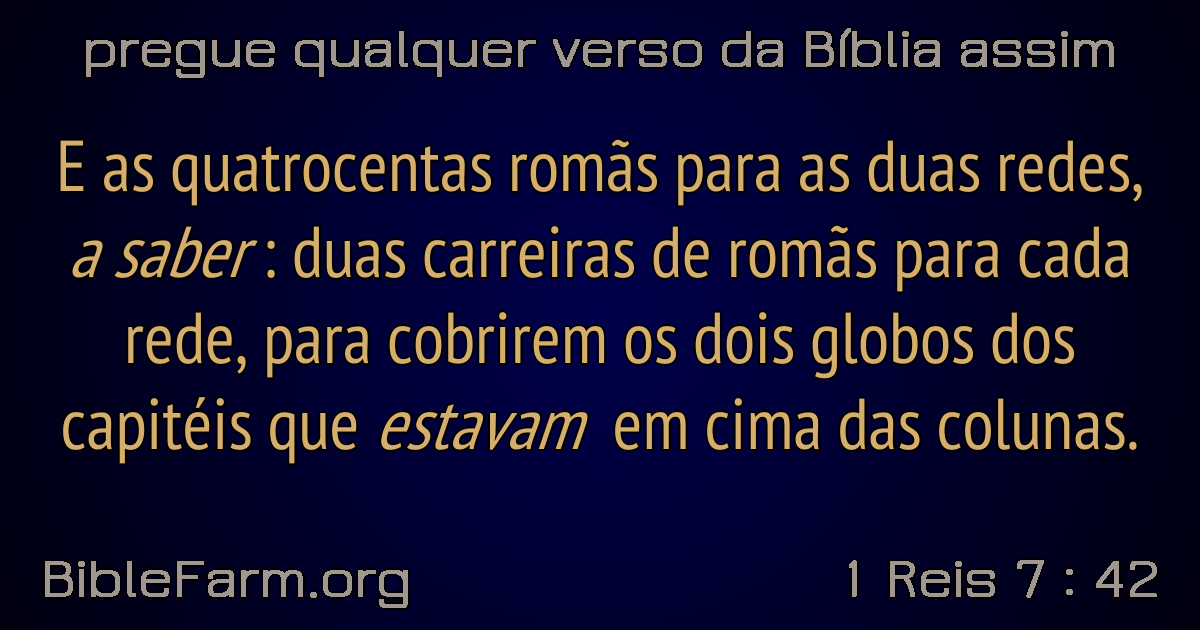 pregue qualquer verso da Bíblia assim
E as quatrocentas romãs para as duas redes,
a saber : duas carreiras de romãs para cada
rede, para cobrirem os dois globos dos
capitéis que estavam em cima das colunas.
BibleFarm.org
1 Reis 7 : 42